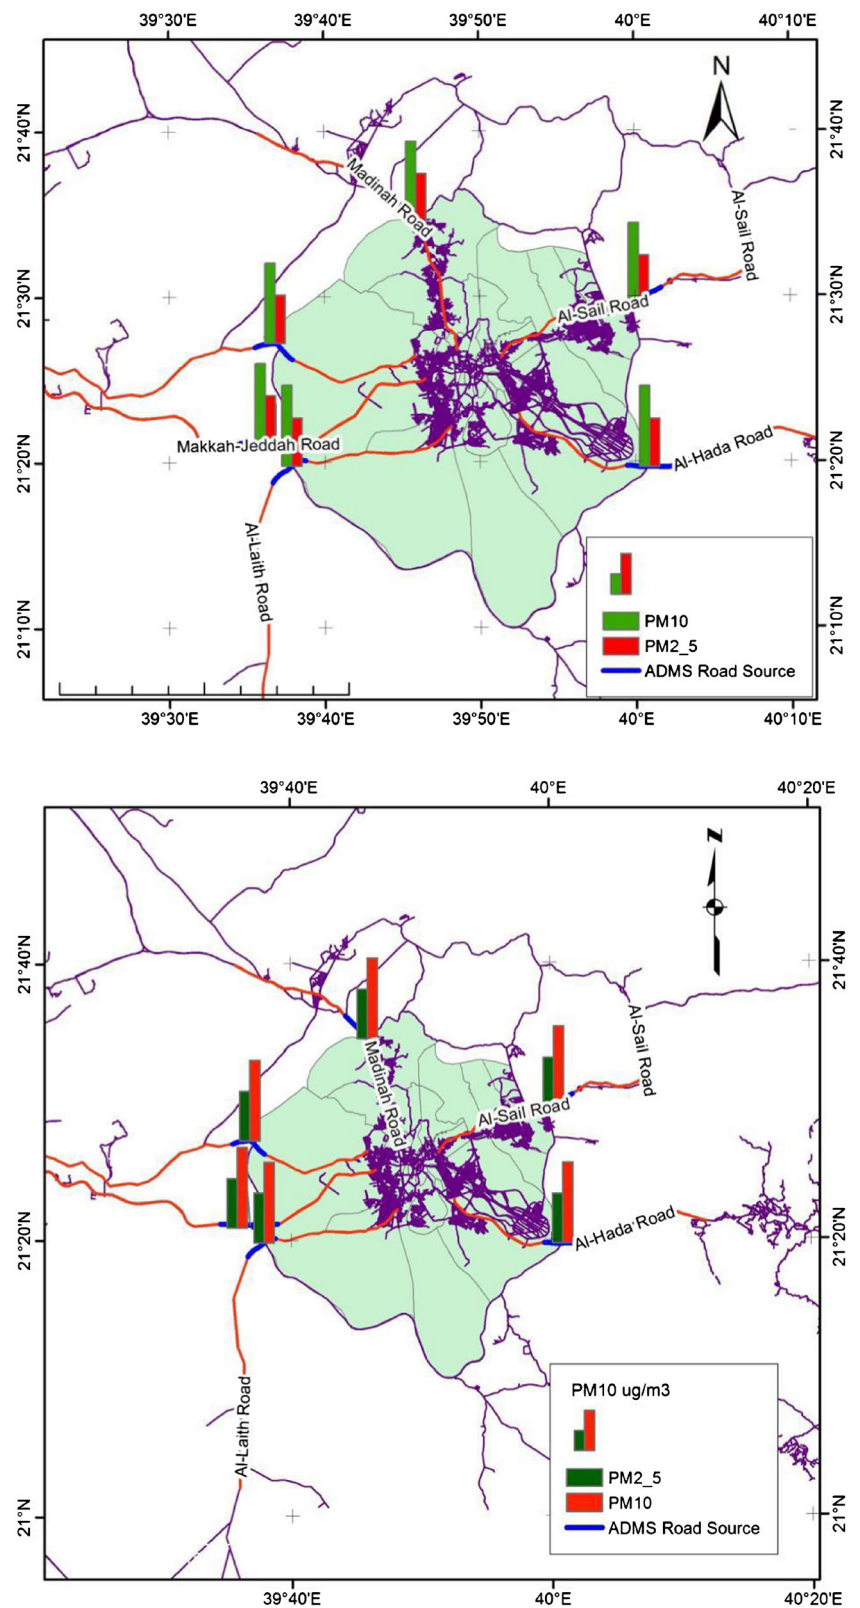 39°30'E 39°40'E 39°50'E 40°'E 40°10'E
N
21°40'N 21°40'N
Madinah Road
Al-Sail Road
21°30'N 21°30'N
Al-Sail Road
Makkah-Jeddah Road
Al-Hada Road
21°20'N 21°20'N
Al-Laith Road
PM10
PM2_5
ADMS Road Source
21°10'N 21°10'N
39°30'E 39°40'E 39°50'E 40°'E 40°10'E
39°40'E 40°'E 40°20'E
N
21°40'N 21°40'N
Al-Sail Road
Madinah Road
Al-Sail Road
Al-Hada Road
21°20'N 21°20'N
Al-Laith Road
PM10 ug/m3
PM2_5
PM10
ADMS Road Source
21°N 21°N
39°40'E 40°'E 40°20'E